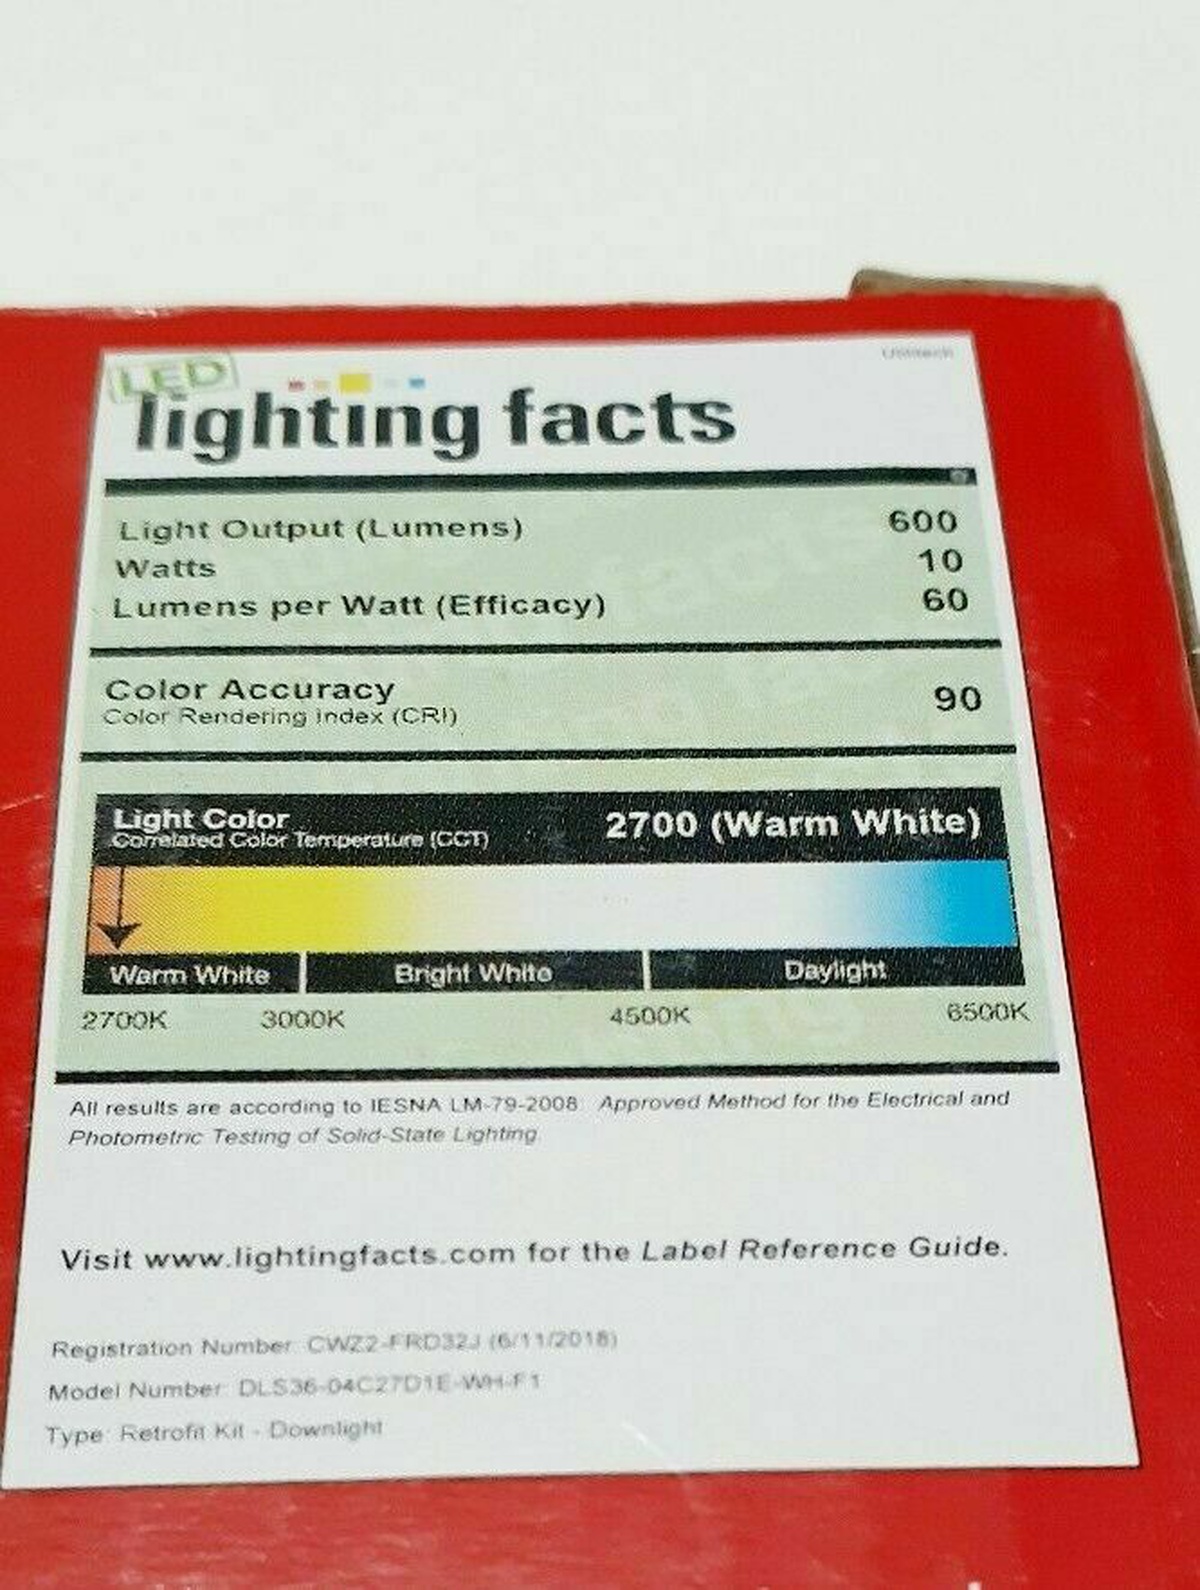 Utilitech
LED
lighting facts
Light Output (Lumens) 600
Watts 10
Lumens per Watt (Efficacy) 60
Color Accuracy 90
Color Rendering Index (CRI)
Light Color 2700 (Warm White)
Correlated Color Temperature (CCT)
Warm White Bright White Daylight
2700K 3000K 4500K 6500K
All results are according to IESNA LM-79-2008: Approved Method for the Electrical and
Photometric Testing of Solid-State Lighting.
Visit www.lightingfacts.com for the Label Reference Guide.
Registration Number: CWZ2-FRD32J (6/11/2018)
Model Number: DLS36-04C27D1E-WH-F1
Type: Retrofit Kit - Downlight